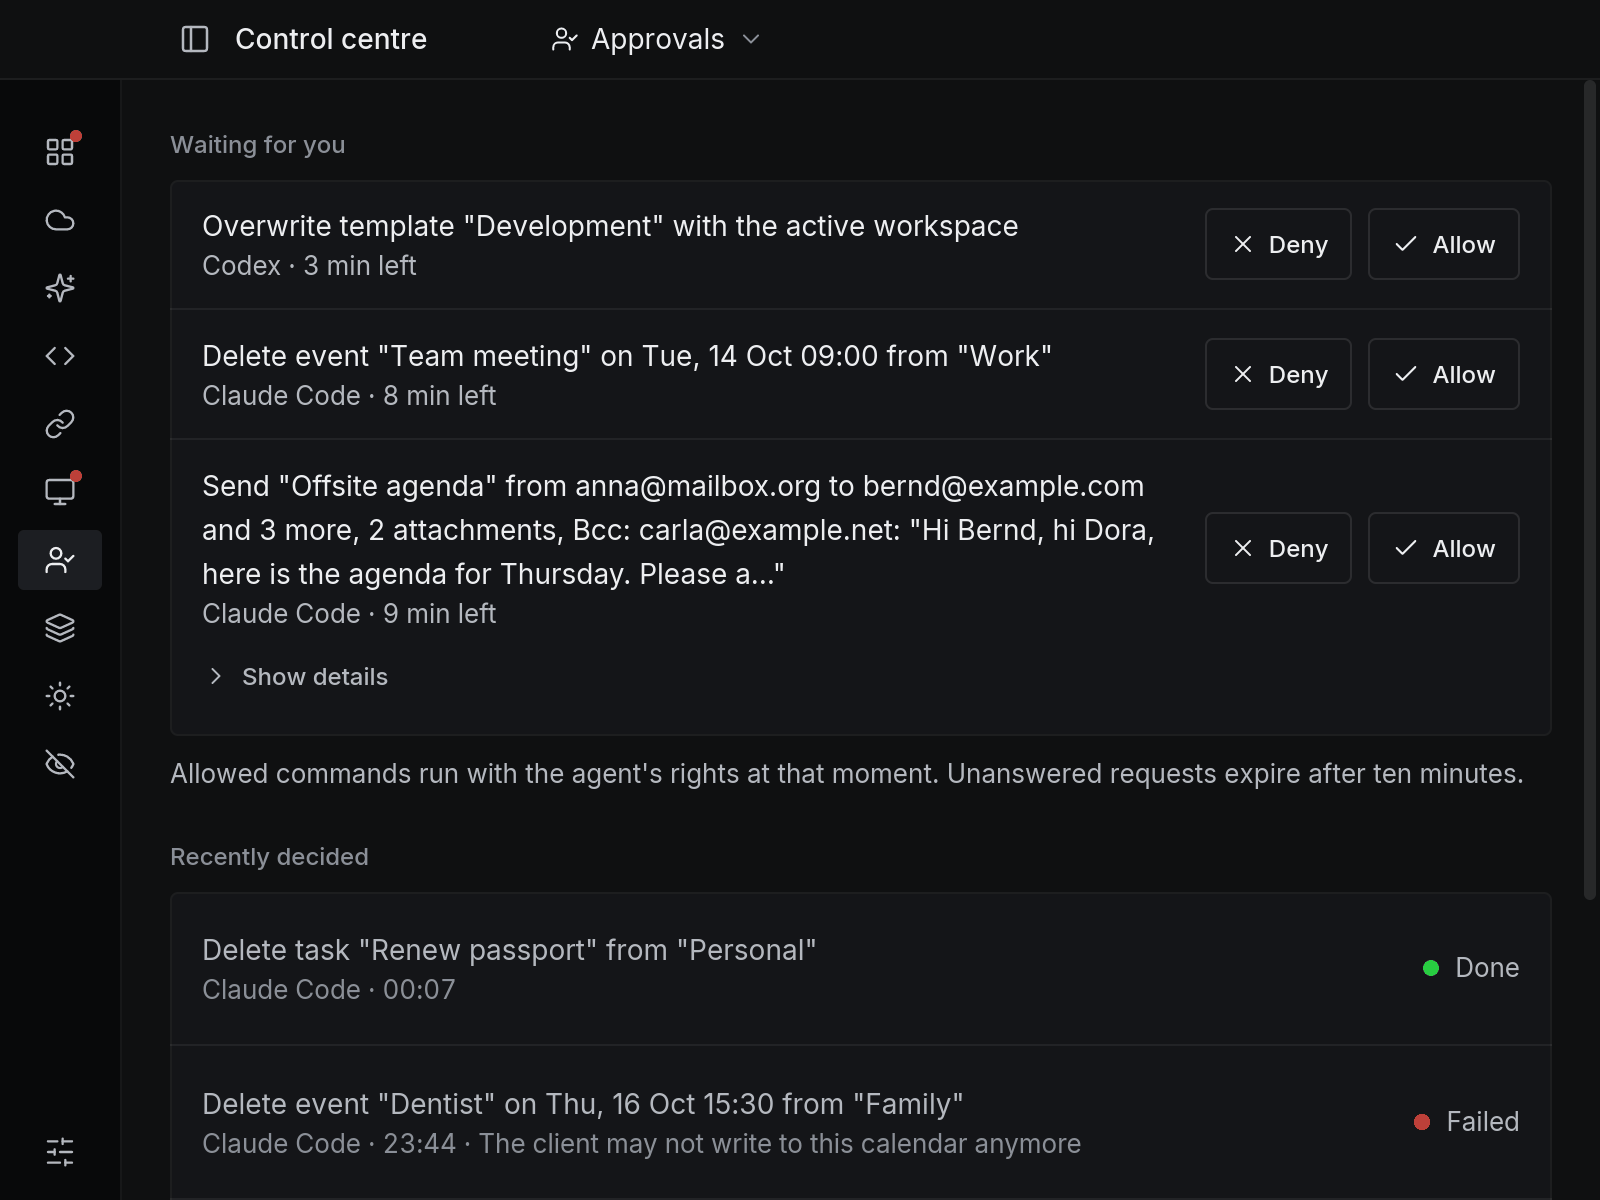 Control centre
Approvals
Waiting for you
Overwrite template "Development" with the active workspace
Codex · 3 min left
Deny
Allow
Delete event "Team meeting" on Tue, 14 Oct 09:00 from "Work"
Claude Code · 8 min left
Deny
Allow
Send "Offsite agenda" from anna@mailbox.org to bernd@example.com
and 3 more, 2 attachments, Bcc: carla@example.net: "Hi Bernd, hi Dora,
here is the agenda for Thursday. Please a..."
Claude Code · 9 min left
Deny
Allow
Show details
Allowed commands run with the agent's rights at that moment. Unanswered requests expire after ten minutes.
Recently decided
Delete task "Renew passport" from "Personal"
Claude Code · 00:07
Done
Delete event "Dentist" on Thu, 16 Oct 15:30 from "Family"
Claude Code · 23:44 · The client may not write to this calendar anymore
Failed